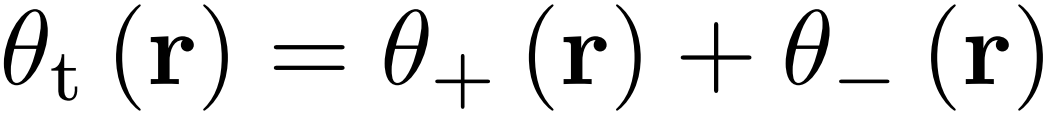 θ_t (𝐫) = θ_+ (𝐫) + θ_− (𝐫)